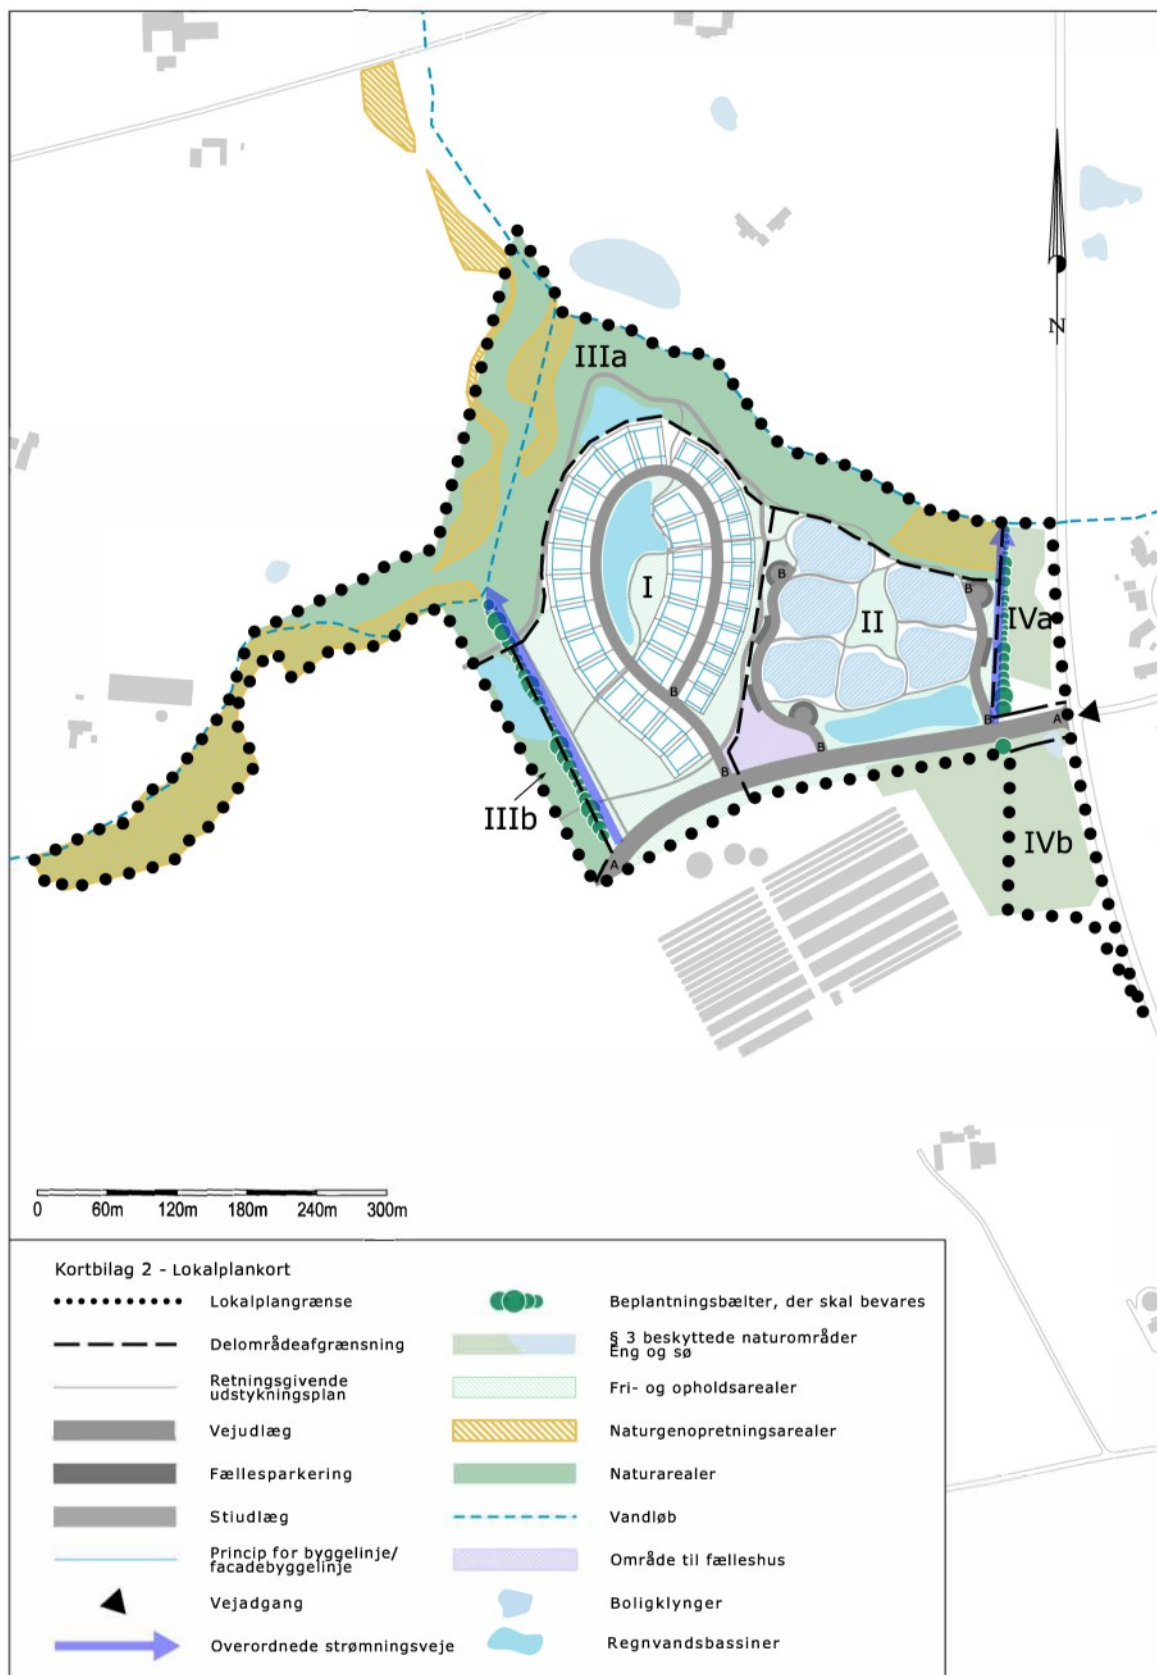 N
IIIa
I
B
II
B
IVa
B
B
A
B
B
IIIb
IVb
A
0 60m 120m 180m 240m 300m
Kortbilag 2 - Lokalplankort
Lokalplangrænse
Delområdeafgrænsning
Retningsgivende
udstykningsplan
Vejudlæg
Fællesparkering
Stiudlæg
Princip for byggelinje/
facadebyggelinje
Vejadgang
Overordnede strømningsveje
Beplantningsbælter, der skal bevares
§ 3 beskyttede naturområder
Eng og sø
Fri- og opholdsarealer
Naturgenopretningsarealer
Naturarealer
Vandløb
Område til fælleshus
Boligklynger
Regnvandsbassiner